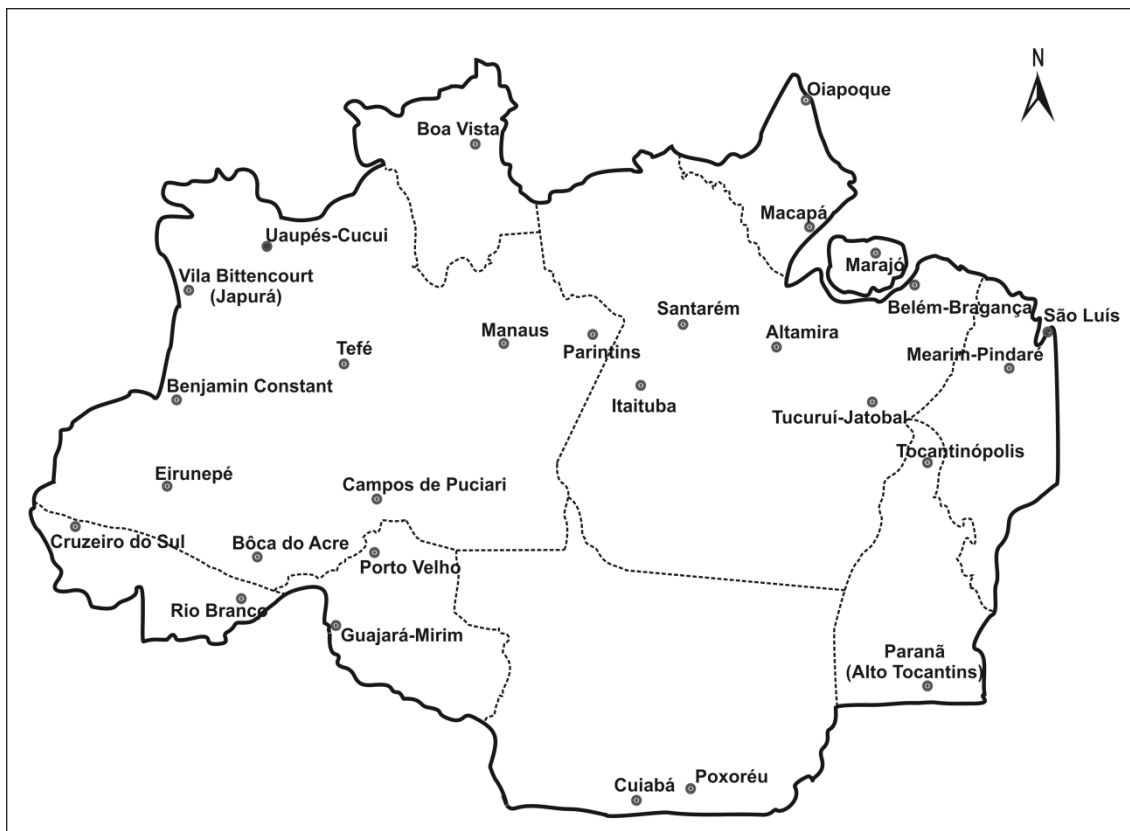 N
Oiapoque
Boa Vista
Macapá
Uaupés-Cucui
Marajó
Vila Bittencourt
(Japurá)
Belém-Bragança
Santarém
São Luís
Manaus
Altamira
Parintins
Mearim-Pindaré
Tefé
Benjamin Constant
Itaituba
Tucuruí-Jatobal
Tocantinópolis
Eirunepé
Campos de Puciari
Cruzeiro do Sul
Bôca do Acre
Porto Velho
Rio Branco
Guajará-Mirim
Paranã
(Alto Tocantins)
Cuiabá
Poxoréu